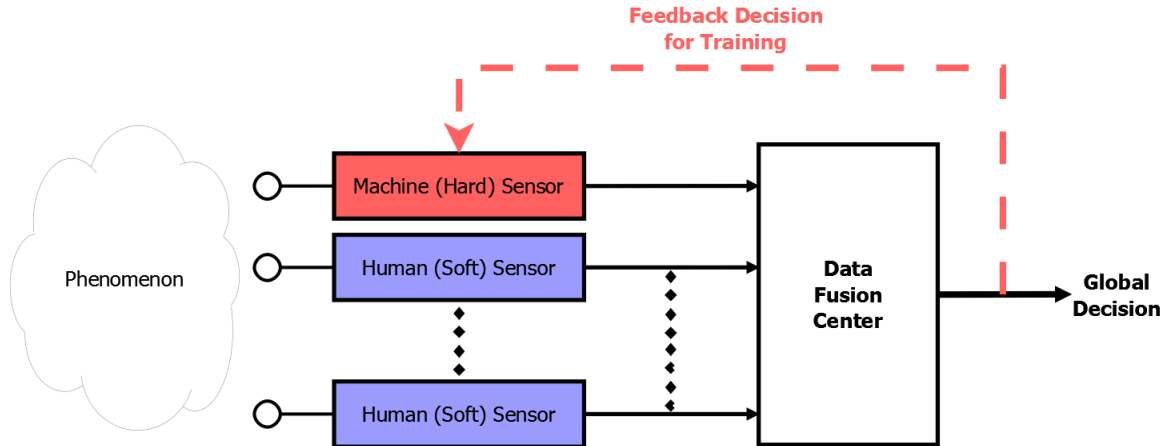 Feedback Decision
for Training
Machine (Hard) Sensor
Human (Soft) Sensor
Phenomenon
Data
Fusion
Center
Global
Decision
Human (Soft) Sensor